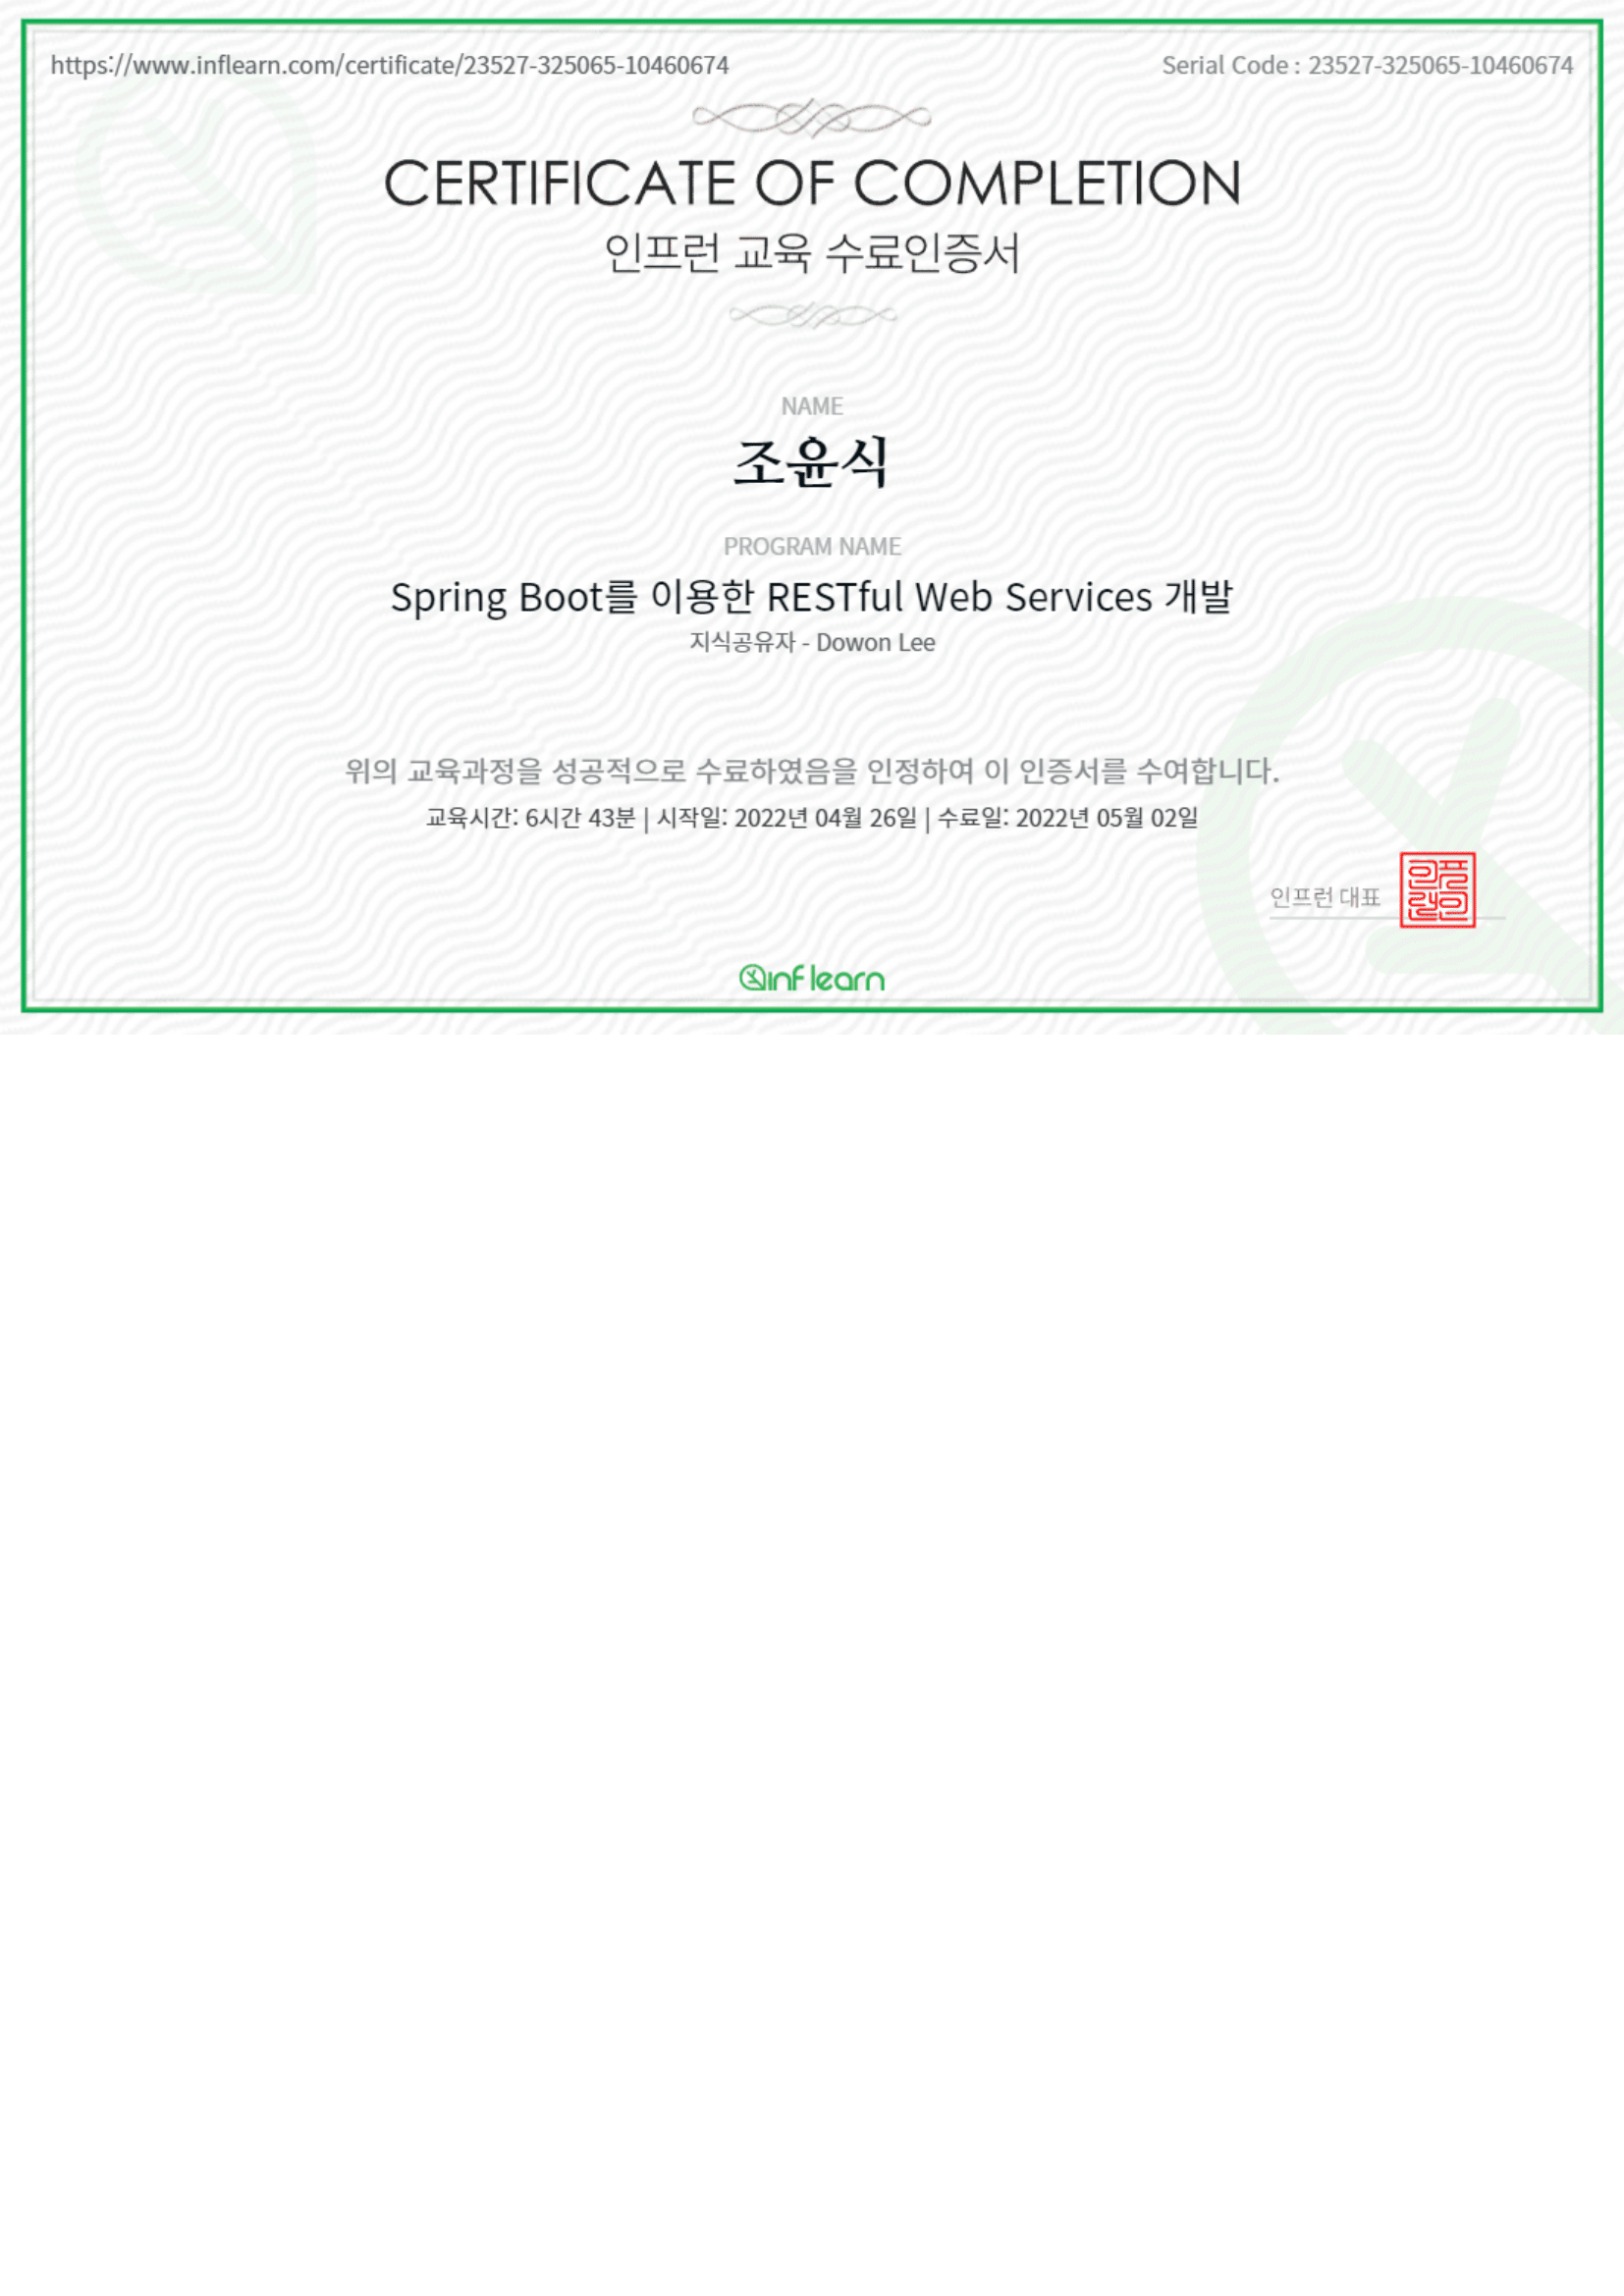 https://www.inflearn.com/certificate/23527-325065-10460674
Serial Code : 23527-325065-10460674
CERTIFICATE OF COMPLETION
인프런 교육 수료인증서
NAME
조윤식
PROGRAM NAME
Spring Boot를 이용한 RESTful Web Services 개발
지식공유자 - Dowon Lee
위의 교육과정을 성공적으로 수료하였음을 인정하여 이 인증서를 수여합니다.
교육시간: 6시간 43분 | 시작일: 2022년 04월 26일 | 수료일: 2022년 05월 02일
인프런 대표
inflearn